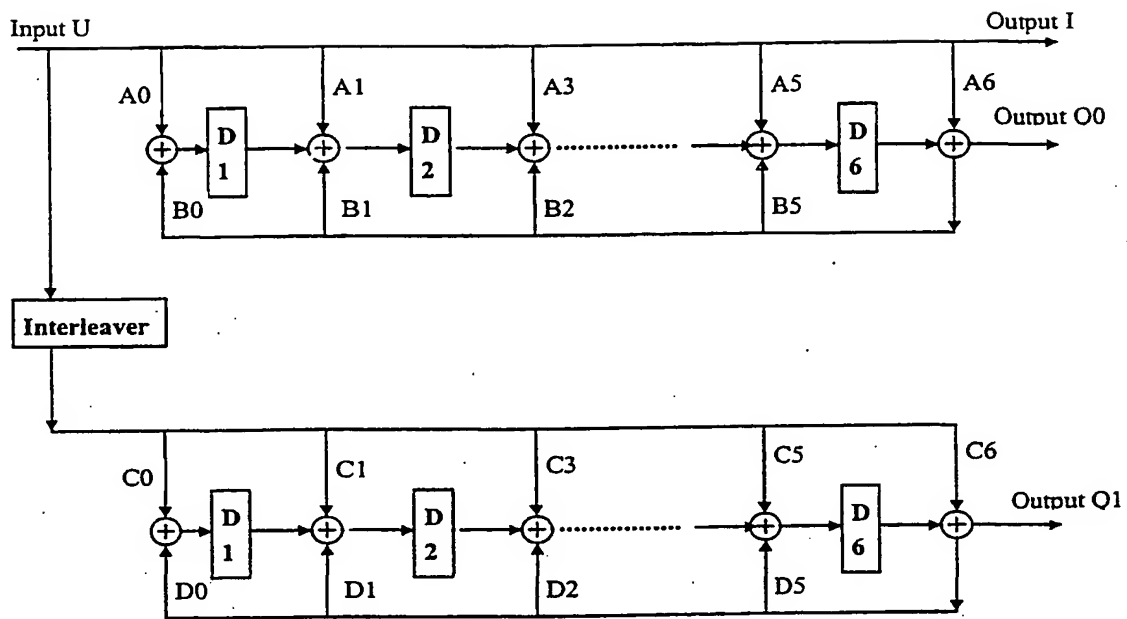 Input U
Output I
A0
A1
A3
A5
A6
D
1
D
2
D
6
Output Q0
B0
B1
B2
B5
Interleaver
C0
C1
C3
C5
C6
D
1
D
2
D
6
Output Q1
D0
D1
D2
D5